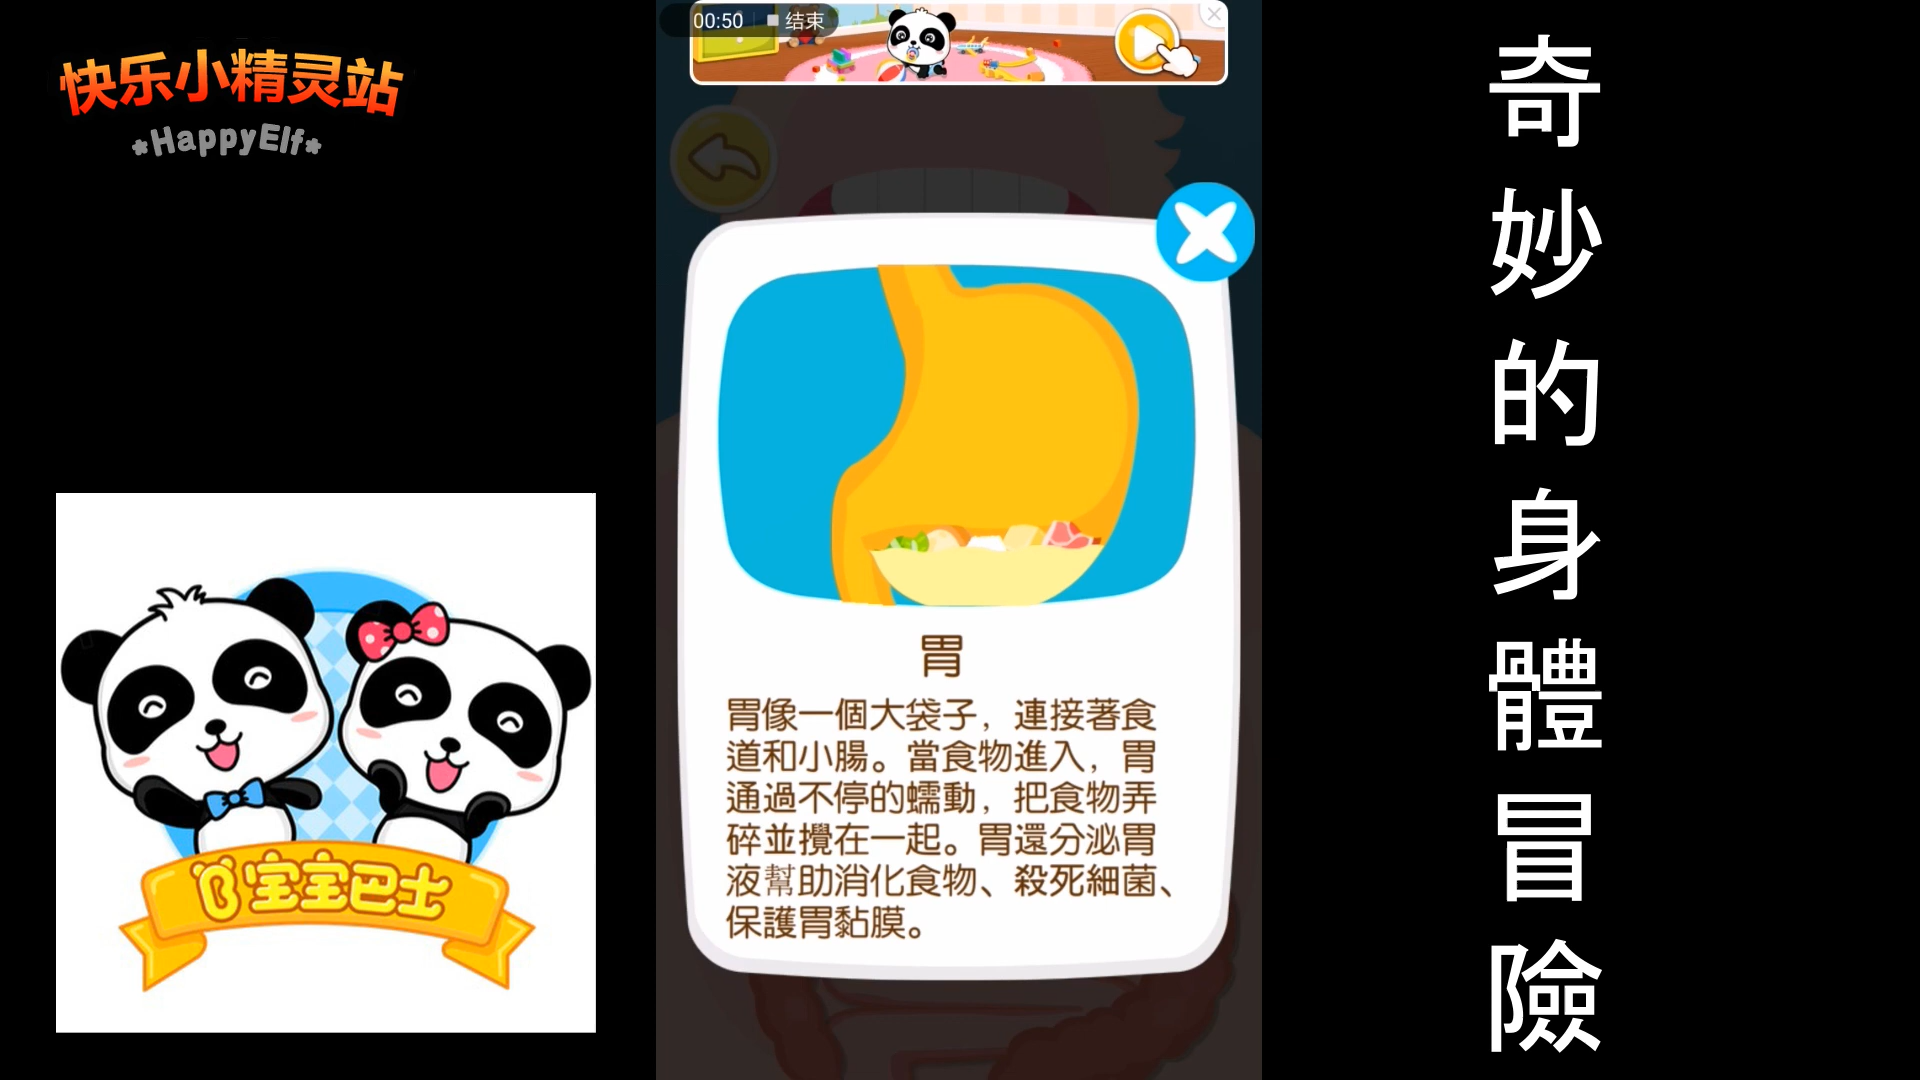 快乐小精灵站
*HappyElf*
宝宝巴士
00:50 结束
胃
胃像一個大袋子，連接著食
道和小腸。當食物進入，胃
通過不停的蠕動，把食物弄
碎並攪在一起。胃還分泌胃
液幫助消化食物、殺死細菌、
保護胃黏膜。
奇妙的身體冒險